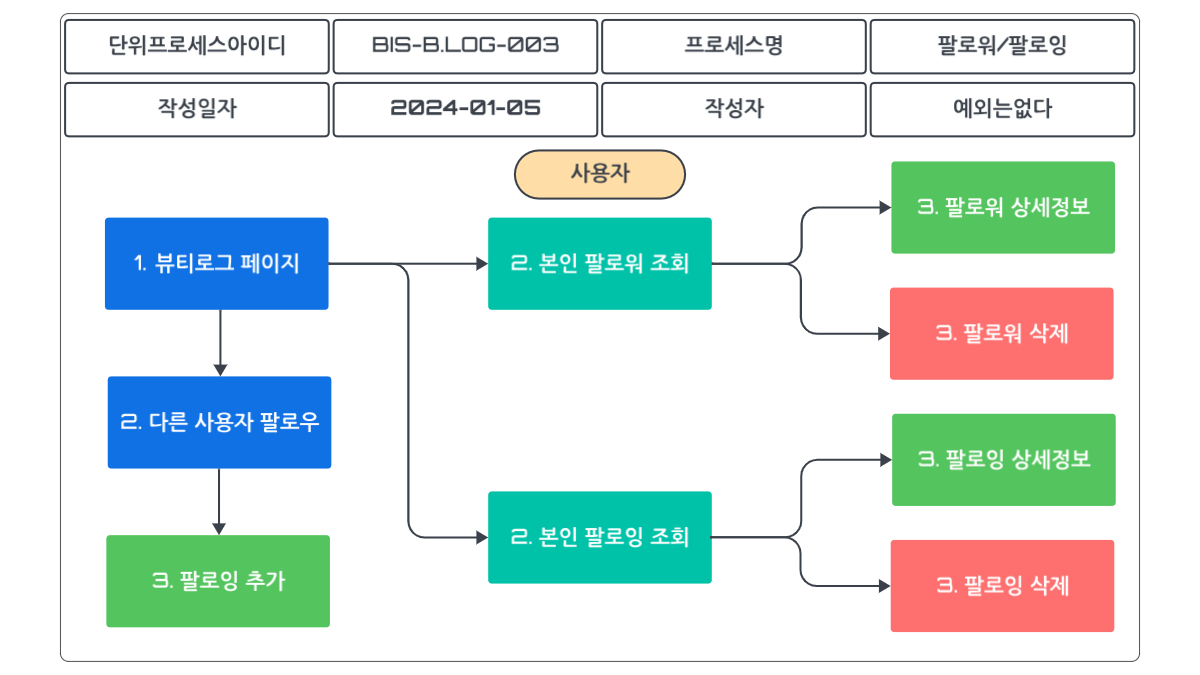 단위프로세스아이디
BIS-B.LOG-003
프로세스명
팔로워/팔로잉
작성일자
2024-01-05
작성자
예외는없다
사용자
1. 뷰티로그 페이지
2. 본인 팔로워 조회
3. 팔로워 상세정보
3. 팔로워 삭제
2. 다른 사용자 팔로우
3. 팔로잉 상세정보
2. 본인 팔로잉 조회
3. 팔로잉 추가
3. 팔로잉 삭제